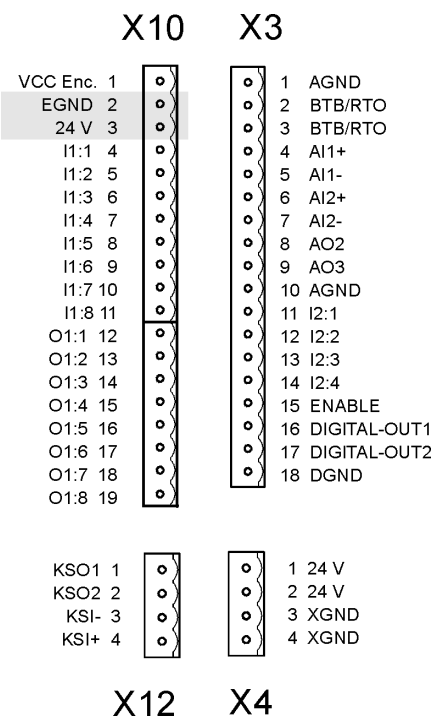 X10
VCC Enc. 1
EGND 2
24 V 3
I1:1 4
I1:2 5
I1:3 6
I1:4 7
I1:5 8
I1:6 9
I1:7 10
I1:8 11
O1:1 12
O1:2 13
O1:3 14
O1:4 15
O1:5 16
O1:6 17
O1:7 18
O1:8 19
X3
1 AGND
2 BTB/RTO
3 BTB/RTO
4 AI1+
5 AI1-
6 AI2+
7 AI2-
8 AO2
9 AO3
10 AGND
11 I2:1
12 I2:2
13 I2:3
14 I2:4
15 ENABLE
16 DIGITAL-OUT1
17 DIGITAL-OUT2
18 DGND
KSO1 1
KSO2 2
KSI- 3
KSI+ 4
X12
1 24 V
2 24 V
3 XGND
4 XGND
X4